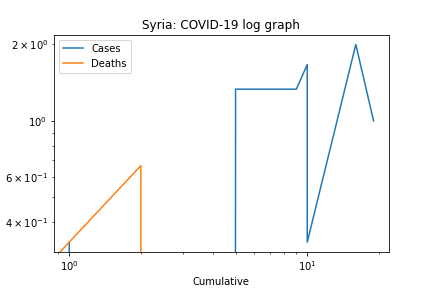 Syria: COVID-19 log graph
2 × 10⁰
Cases
Deaths
10⁰
6 × 10⁻¹
4 × 10⁻¹
10⁰ 10¹
Cumulative